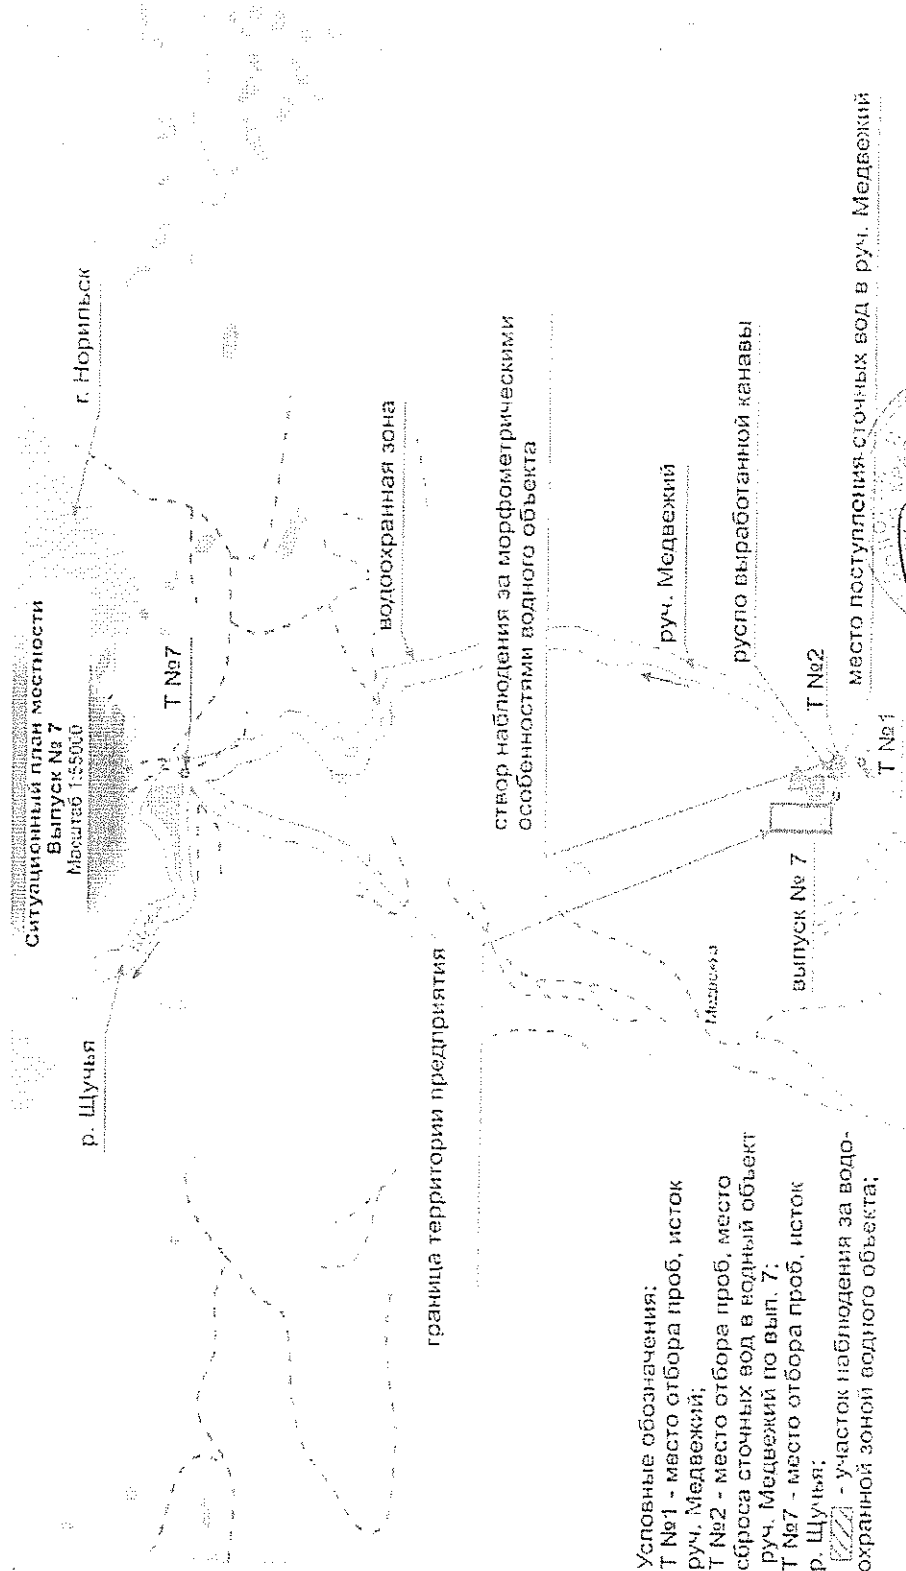 Ситуационный план местности
Выпуск № 7
Масштаб 1:55000
г. Норильск
р. Щучья
Т №7
водоохранная зона
граница территории предприятия
створ наблюдения за морфометрическими
особенностями водного объекта
руч. Медвежий
русло выработанной канавы
Т №2
место поступления сточных вод в руч. Медвежий
Т №1
выпуск № 7
Условные обозначения:
Т №1 - место отбора проб, исток
руч. Медвежий;
Т №2 - место отбора проб, место
сброса сточных вод в водный объект
руч. Медвежий по вып. 7;
Т №7 - место отбора проб, исток
р. Щучья;
- участок наблюдения за водо-
охранной зоной водного объекта;